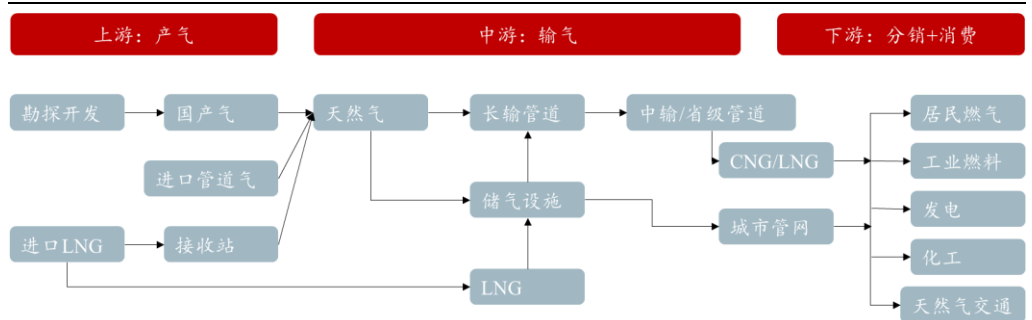 上游：产气
中游：输气
下游：分销+消费
勘探开发
国产气
天然气
长输管道
中输/省级管道
居民燃气
进口管道气
CNG/LNG
工业燃料
储气设施
发电
进口LNG
接收站
城市管网
化工
LNG
天然气交通